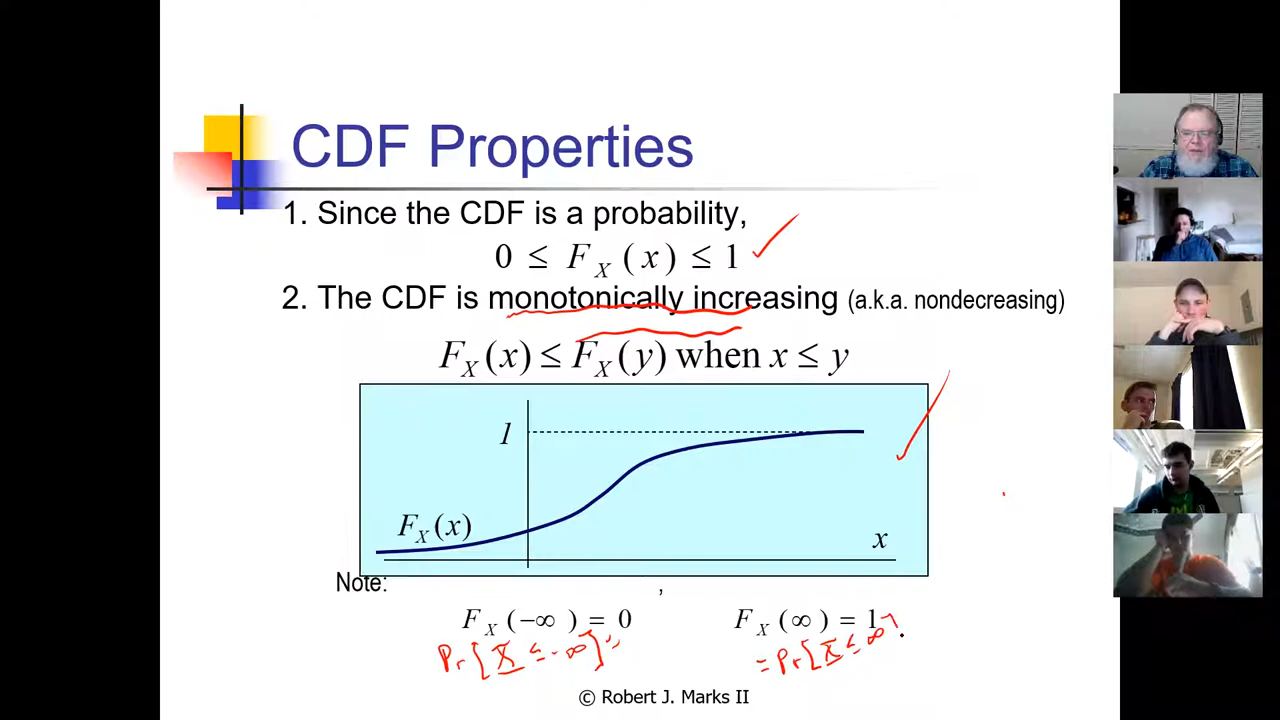 CDF Properties
1. Since the CDF is a probability,
0 ≤ F_X (x) ≤ 1
2. The CDF is monotonically increasing (a.k.a. nondecreasing)
F_X(x) ≤ F_X(y) when x ≤ y
1
F_X(x)
x
Note: ,
F_X (−∞ ) = 0 F_X (∞ ) = 1
Pr[X ≤ -∞] = =Pr[X ≤ ∞]
© Robert J. Marks II